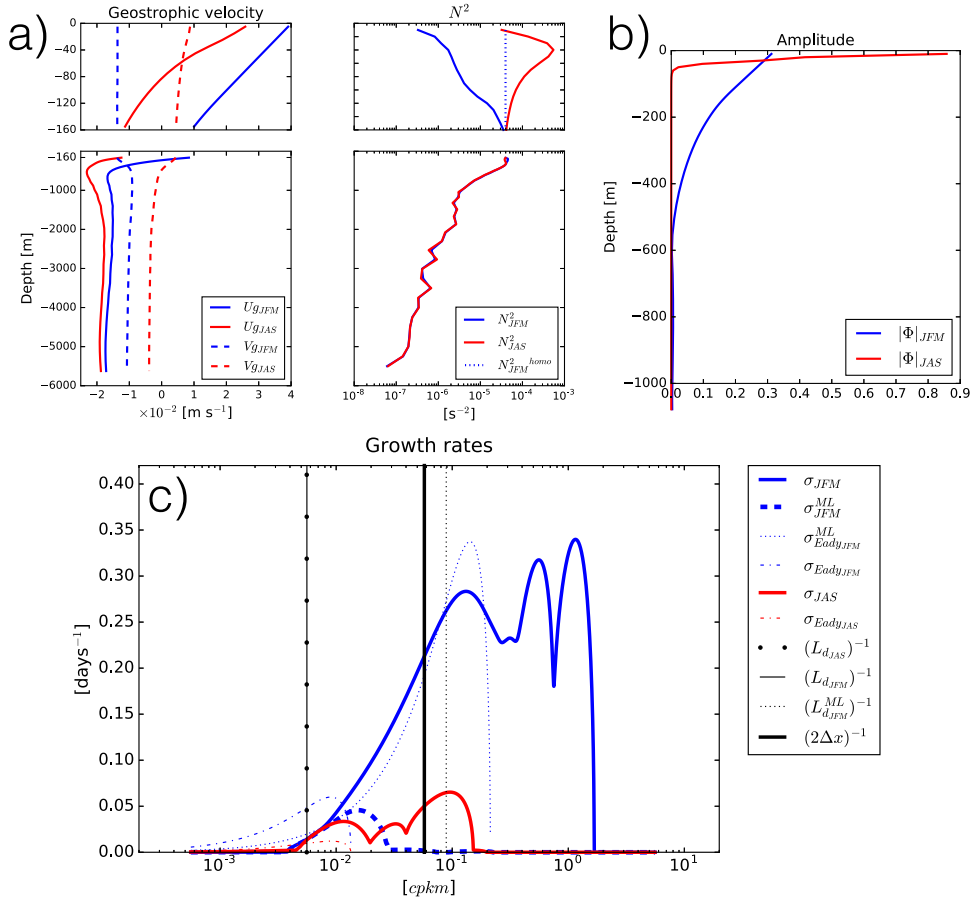 a)
Geostrophic velocity
0
−40
−80
−120
−160
−160
−1000
−2000
−3000
−4000
−5000
−6000
Depth [m]
−2 −1 0 1 2 3 4
×10⁻² [m s⁻¹]
Ug_JFM
Ug_JAS
Vg_JFM
Vg_JAS
N²
N²_JFM
N²_JAS
N²_JFM^homo
10⁻⁸ 10⁻⁷ 10⁻⁶ 10⁻⁵ 10⁻⁴ 10⁻³
[s⁻²]
b)
Amplitude
0
−200
−400
−600
−800
−1000
Depth [m]
0.0 0.1 0.2 0.3 0.4 0.5 0.6 0.7 0.8 0.9
|Φ|_JFM
|Φ|_JAS
Growth rates
c)
0.40
0.35
0.30
0.25
0.20
0.15
0.10
0.05
0.00
[days⁻¹]
10⁻³ 10⁻² 10⁻¹ 10⁰ 10¹
[cpkm]
σ_JFM
σ^ML_JFM
σ^ML_Eady_JFM
σ_Eady_JFM
σ_JAS
σ_Eady_JAS
(L_d_JAS)⁻¹
(L_d_JFM)⁻¹
(L^ML_d_JFM)⁻¹
(2Δx)⁻¹